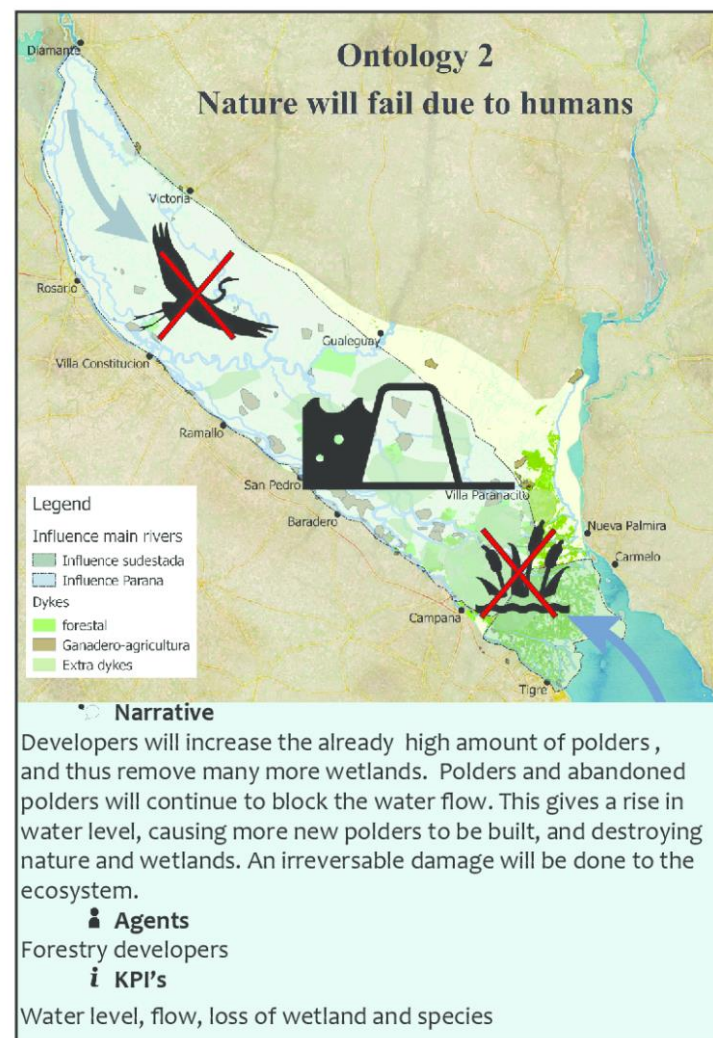 Diamante
Ontology 2
Nature will fail due to humans
Victoria
Rosario
Gualeguay
Villa Constitucion
Ramallo
San Pedro
Villa Paranacito
Baradero
Nueva Palmira
Carmelo
Campana
Tigre
Legend
Influence main rivers
Influence sudestada
Influence Parana
Dykes
forestal
Ganadero-agricultura
Extra dykes
Narrative
Developers will increase the already high amount of polders ,
and thus remove many more wetlands. Polders and abandoned
polders will continue to block the water flow. This gives a rise in
water level, causing more new polders to be built, and destroying
nature and wetlands. An irreversable damage will be done to the
ecosystem.
Agents
Forestry developers
i KPI's
Water level, flow, loss of wetland and species